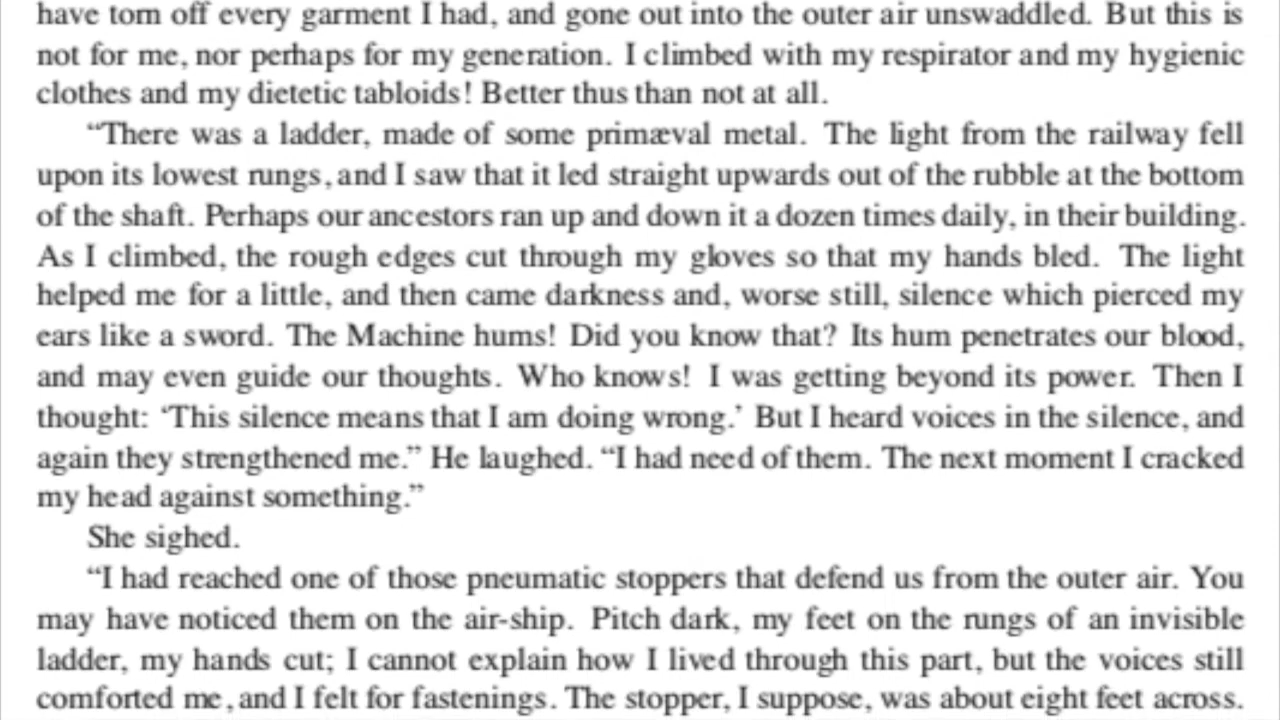 have torn off every garment I had, and gone out into the outer air unswaddled. But this is
not for me, nor perhaps for my generation. I climbed with my respirator and my hygienic
clothes and my dietetic tabloids! Better thus than not at all.
“There was a ladder, made of some primæval metal. The light from the railway fell
upon its lowest rungs, and I saw that it led straight upwards out of the rubble at the bottom
of the shaft. Perhaps our ancestors ran up and down it a dozen times daily, in their building.
As I climbed, the rough edges cut through my gloves so that my hands bled. The light
helped me for a little, and then came darkness and, worse still, silence which pierced my
ears like a sword. The Machine hums! Did you know that? Its hum penetrates our blood,
and may even guide our thoughts. Who knows! I was getting beyond its power. Then I
thought: ‘This silence means that I am doing wrong.’ But I heard voices in the silence, and
again they strengthened me.” He laughed. “I had need of them. The next moment I cracked
my head against something.”
She sighed.
“I had reached one of those pneumatic stoppers that defend us from the outer air. You
may have noticed them on the air-ship. Pitch dark, my feet on the rungs of an invisible
ladder, my hands cut; I cannot explain how I lived through this part, but the voices still
comforted me, and I felt for fastenings. The stopper, I suppose, was about eight feet across.